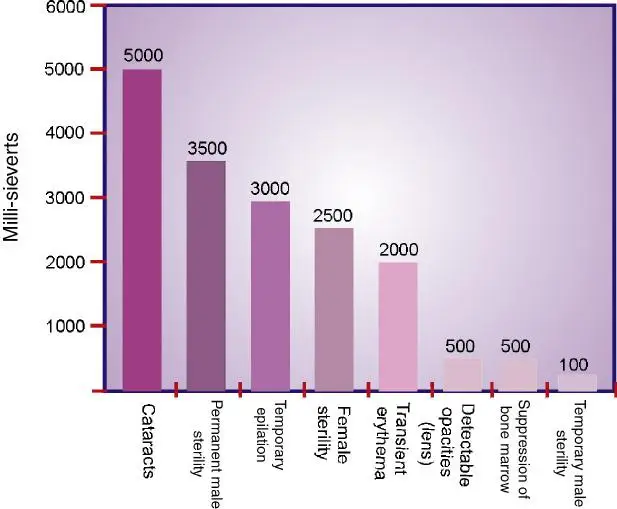 6000
5000
4000
3000
2000
1000
Milli-sieverts
5000
3500
3000
2500
2000
500
500
100
Cataracts
Permanent male
sterility
Temporary
epilation
Female
sterility
Transient
erythema
Detectable
opacities
(lens)
Suppression of
bone marrow
Temporary male
sterility